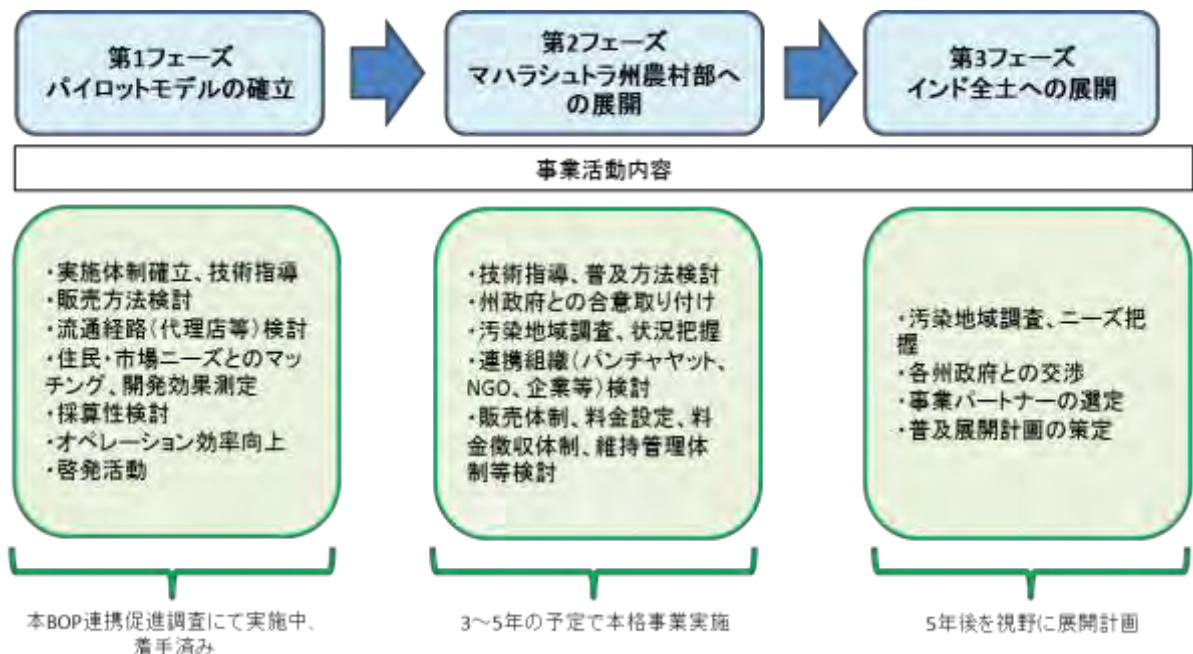 第1フェーズ
パイロットモデルの確立
第2フェーズ
マハラシュトラ州農村部へ
の展開
第3フェーズ
インド全土への展開
事業活動内容
・実施体制確立、技術指導
・販売方法検討
・流通経路(代理店等)検討
・住民・市場ニーズとのマッ
チング、開発効果測定
・採算性検討
・オペレーション効率向上
・啓発活動
・技術指導、普及方法検討
・州政府との合意取り付け
・汚染地域調査、状況把握
・連携組織(パンチャヤット、
NGO、企業等)検討
・販売体制、料金設定、料
金徴収体制、維持管理体
制等検討
・汚染地域調査、ニーズ把
握
・各州政府との交渉
・事業パートナーの選定
・普及展開計画の策定
本BOP連携促進調査にて実施中、
着手済み
3～5年の予定で本格事業実施
5年後を視野に展開計画